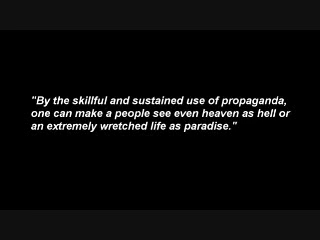 "By the skillful and sustained use of propaganda,
one can make a people see even heaven as hell or
an extremely wretched life as paradise."